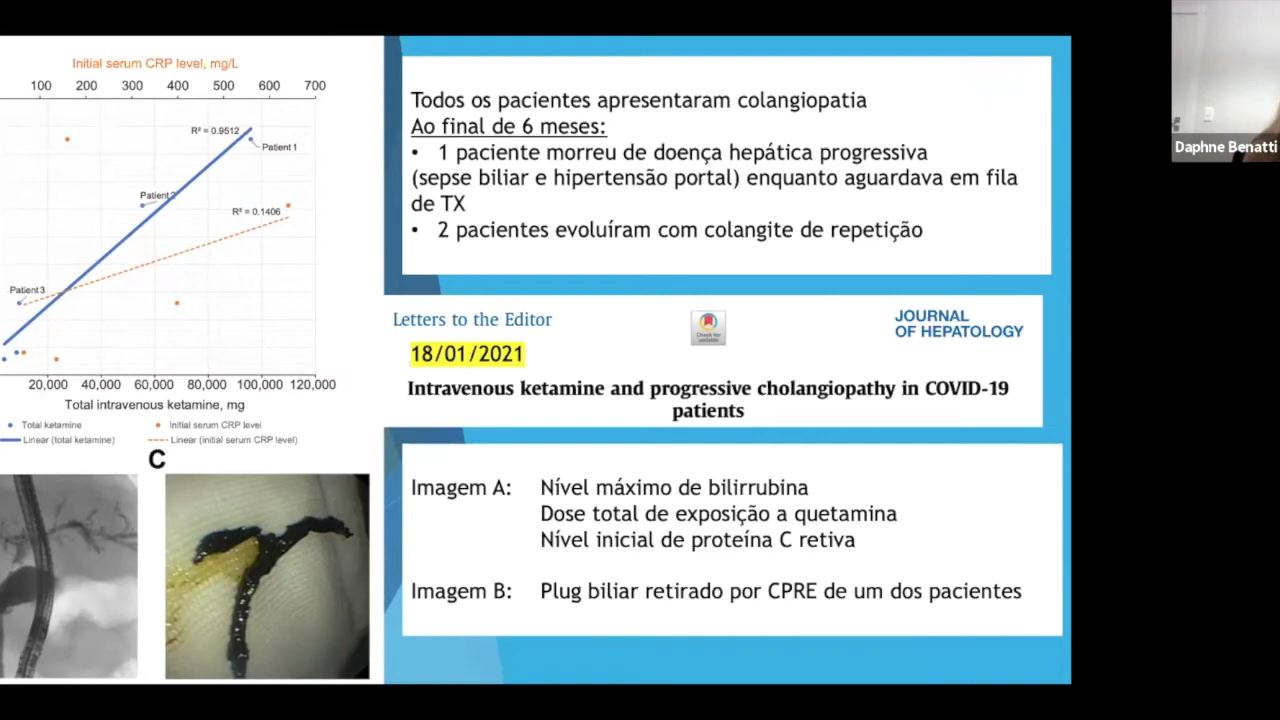 Initial serum CRP level, mg/L
100 200 300 400 500 600 700
R² = 0.9512
Patient 1
Patient 2
R² = 0.1406
Patient 3
20,000 40,000 60,000 80,000 100,000 120,000
Total intravenous ketamine, mg
Total ketamine
Initial serum CRP level
Linear (total ketamine)
Linear (initial serum CRP level)
C
Todos os pacientes apresentaram colangiopatia
Ao final de 6 meses:
• 1 paciente morreu de doença hepática progressiva
(sepse biliar e hipertensão portal) enquanto aguardava em fila
de TX
• 2 pacientes evoluíram com colangite de repetição
Letters to the Editor
Check for
updates
JOURNAL
OF HEPATOLOGY
18/01/2021
Intravenous ketamine and progressive cholangiopathy in COVID-19
patients
Imagem A: Nível máximo de bilirrubina
Dose total de exposição a quetamina
Nível inicial de proteína C retiva
Imagem B: Plug biliar retirado por CPRE de um dos pacientes
Daphne Benatti